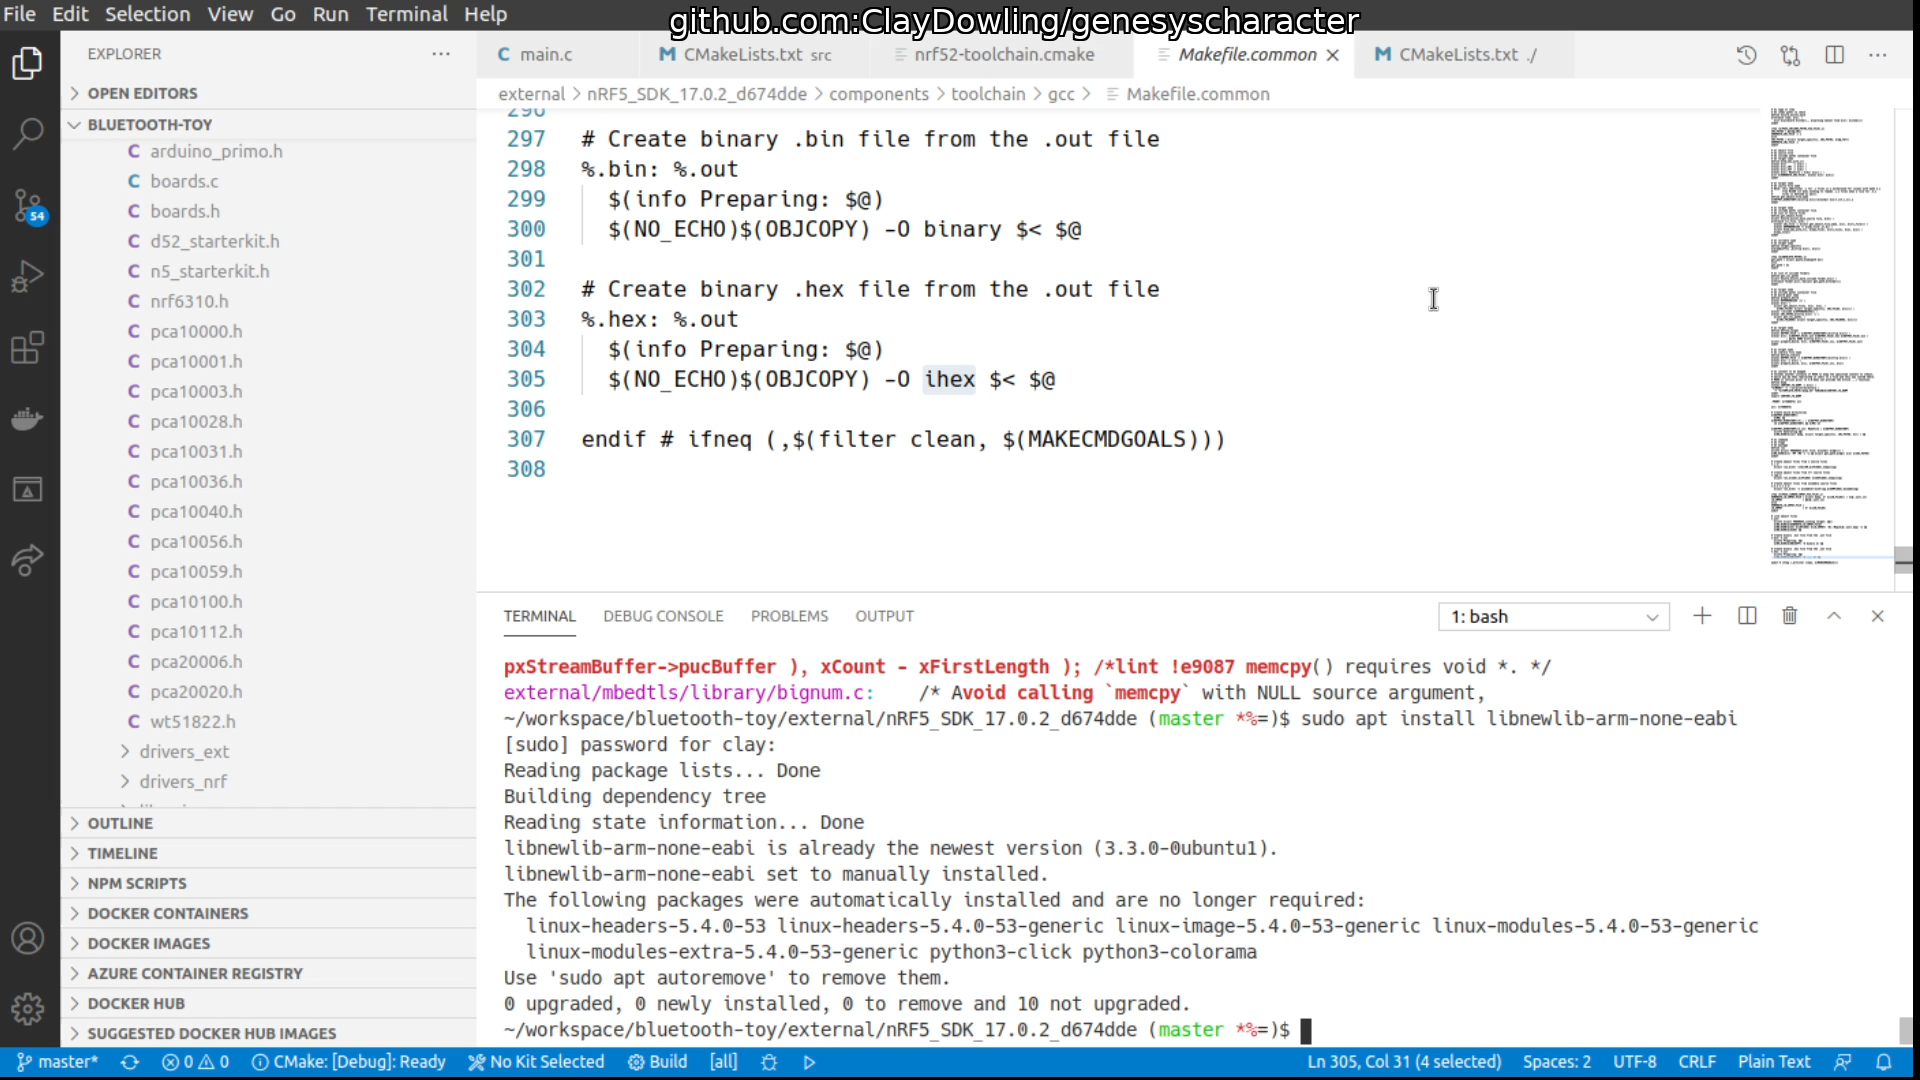 File Edit Selection View Go Run Terminal Help
github.com:ClayDowling/genesyscharacter
EXPLORER
main.c
CMakeLists.txt src
nrf52-toolchain.cmake
Makefile.common
CMakeLists.txt ./
OPEN EDITORS
external > nRF5_SDK_17.0.2_d674dde > components > toolchain > gcc > Makefile.common
BLUETOOTH-TOY
C arduino_primo.h
C boards.c
C boards.h
C d52_starterkit.h
C n5_starterkit.h
C nrf6310.h
C pca10000.h
C pca10001.h
C pca10003.h
C pca10028.h
C pca10031.h
C pca10036.h
C pca10040.h
C pca10056.h
C pca10059.h
C pca10100.h
C pca10112.h
C pca20006.h
C pca20020.h
C wt51822.h
drivers_ext
drivers_nrf
OUTLINE
TIMELINE
NPM SCRIPTS
DOCKER CONTAINERS
DOCKER IMAGES
AZURE CONTAINER REGISTRY
DOCKER HUB
SUGGESTED DOCKER HUB IMAGES
54
296
297 # Create binary .bin file from the .out file
298 %.bin: %.out
299 $(info Preparing: $@)
300 $(NO_ECHO)$(OBJCOPY) -O binary $< $@
301
302 # Create binary .hex file from the .out file
303 %.hex: %.out
304 $(info Preparing: $@)
305 $(NO_ECHO)$(OBJCOPY) -O ihex $< $@
306
307 endif # ifneq (,$(filter clean, $(MAKECMDGOALS)))
308
TERMINAL DEBUG CONSOLE PROBLEMS OUTPUT 1: bash
pxStreamBuffer->pucBuffer ), xCount - xFirstLength ); /*lint !e9087 memcpy() requires void *. */
external/mbedtls/library/bignum.c: /* Avoid calling `memcpy` with NULL source argument,
~/workspace/bluetooth-toy/external/nRF5_SDK_17.0.2_d674dde (master *%=)$ sudo apt install libnewlib-arm-none-eabi
[sudo] password for clay:
Reading package lists... Done
Building dependency tree
Reading state information... Done
libnewlib-arm-none-eabi is already the newest version (3.3.0-0ubuntu1).
libnewlib-arm-none-eabi set to manually installed.
The following packages were automatically installed and are no longer required:
linux-headers-5.4.0-53 linux-headers-5.4.0-53-generic linux-image-5.4.0-53-generic linux-modules-5.4.0-53-generic
linux-modules-extra-5.4.0-53-generic python3-click python3-colorama
Use 'sudo apt autoremove' to remove them.
0 upgraded, 0 newly installed, 0 to remove and 10 not upgraded.
~/workspace/bluetooth-toy/external/nRF5_SDK_17.0.2_d674dde (master *%=)$
master* 0 0 CMake: [Debug]: Ready No Kit Selected Build [all] Ln 305, Col 31 (4 selected) Spaces: 2 UTF-8 CRLF Plain Text